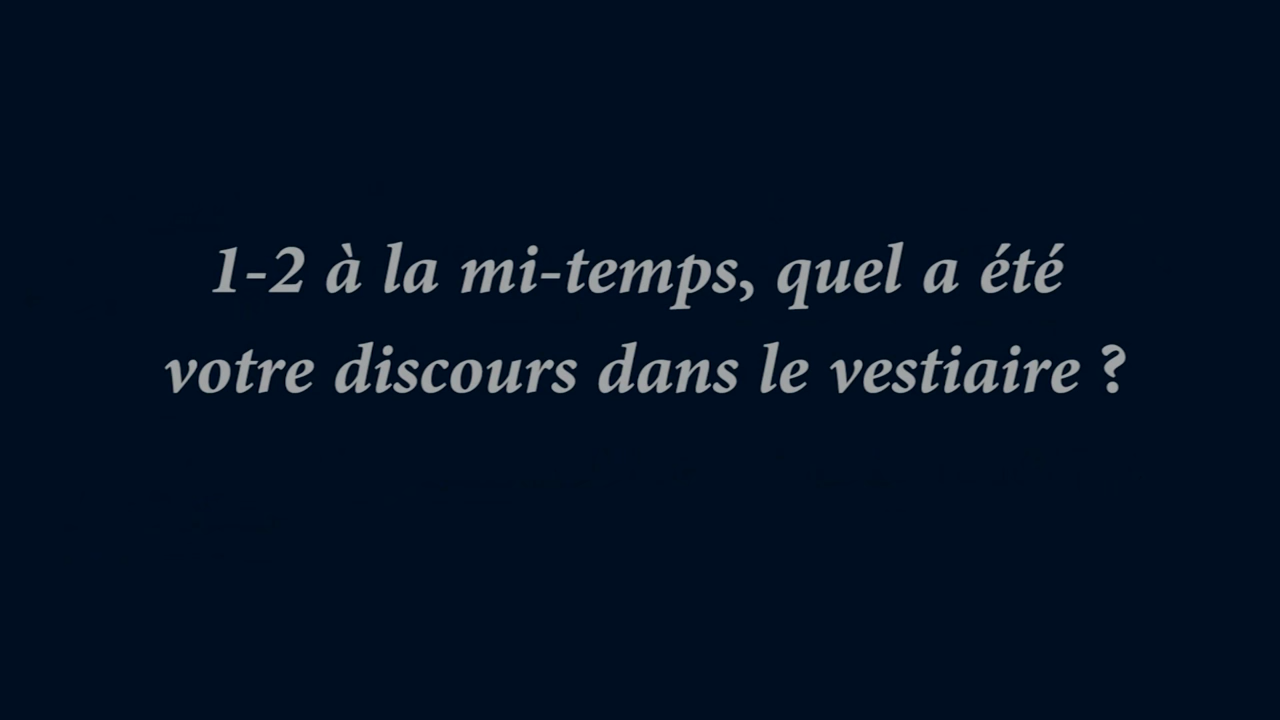 1-2 à la mi-temps, quel a été
votre discours dans le vestiaire ?